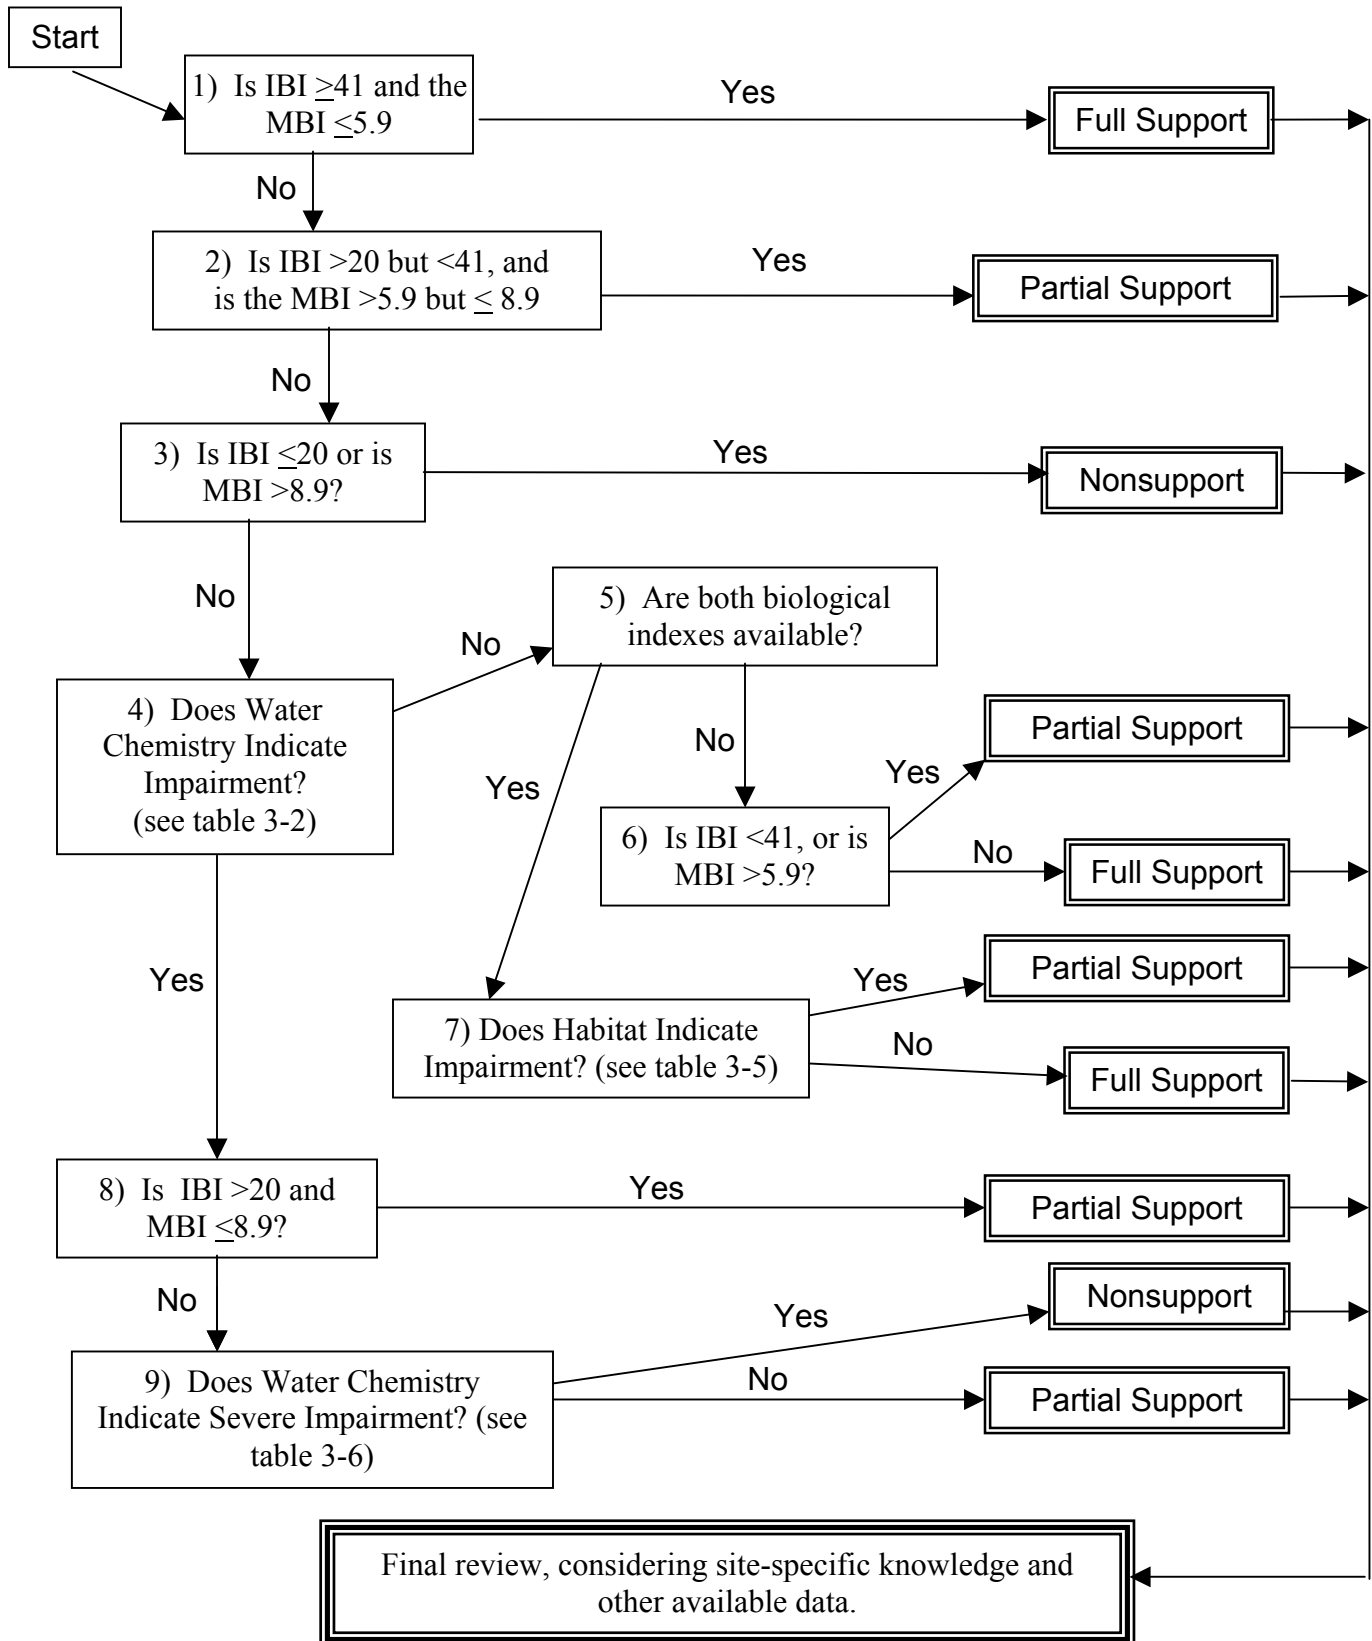 Start
1) Is IBI ≥41 and the
MBI ≤5.9
Yes
Full Support
No
2) Is IBI >20 but <41, and
is the MBI >5.9 but ≤ 8.9
Yes
Partial Support
No
3) Is IBI ≤20 or is
MBI >8.9?
Yes
Nonsupport
No
4) Does Water
Chemistry Indicate
Impairment?
(see table 3-2)
No
5) Are both biological
indexes available?
No
Yes
6) Is IBI <41, or is
MBI >5.9?
Yes
Partial Support
No
Full Support
7) Does Habitat Indicate
Impairment? (see table 3-5)
Yes
Partial Support
No
Full Support
Yes
8) Is IBI >20 and
MBI ≤8.9?
Yes
Partial Support
No
9) Does Water Chemistry
Indicate Severe Impairment? (see
table 3-6)
Yes
Nonsupport
No
Partial Support
Final review, considering site-specific knowledge and
other available data.